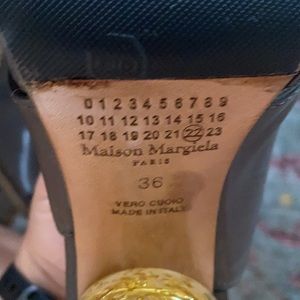 0 1 2 3 4 5 6 7 8 9
10 11 12 13 14 15 16
17 18 19 20 21 22 23
Maison Margiela
PARIS
36
VERO CUOIO
MADE IN ITALY